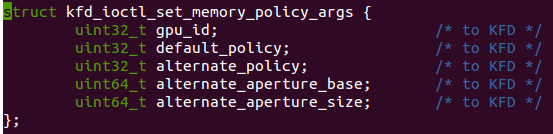 struct kfd_ioctl_set_memory_policy_args {
        uint32_t gpu_id;                        /* to KFD */
        uint32_t default_policy;                /* to KFD */
        uint32_t alternate_policy;              /* to KFD */
        uint64_t alternate_aperture_base;       /* to KFD */
        uint64_t alternate_aperture_size;       /* to KFD */
};